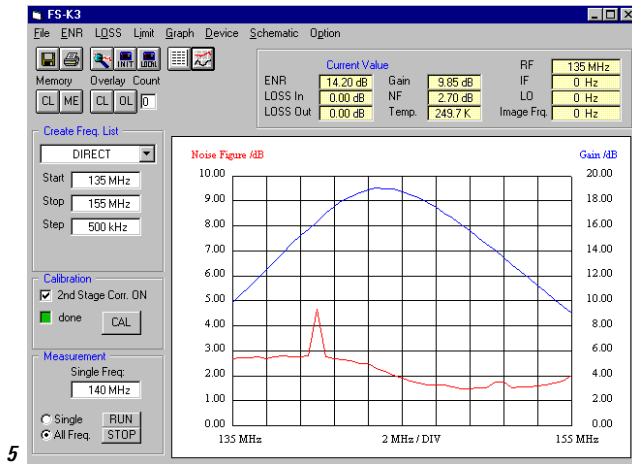 FS-K3
File ENR LOSS Limit Graph Device Schematic Option
INIT LOCAL
Memory Overlay Count
CL ME CL OL 0
Current Value
ENR 14.20 dB Gain 9.85 dB RF 135 MHz
LOSS In 0.00 dB NF 2.70 dB IF 0 Hz
LOSS Out 0.00 dB Temp. 249.7 K LO 0 Hz
Image Frq. 0 Hz
Create Freq. List
DIRECT
Start 135 MHz
Stop 155 MHz
Step 500 kHz
Calibration
2nd Stage Corr. ON
done CAL
Measurement
Single Freq:
140 MHz
Single RUN
All Freq. STOP
Noise Figure /dB Gain /dB
10.00 20.00
9.00 18.00
8.00 16.00
7.00 14.00
6.00 12.00
5.00 10.00
4.00 8.00
3.00 6.00
2.00 4.00
1.00 2.00
0.00 0.00
135 MHz 2 MHz / DIV 155 MHz
5